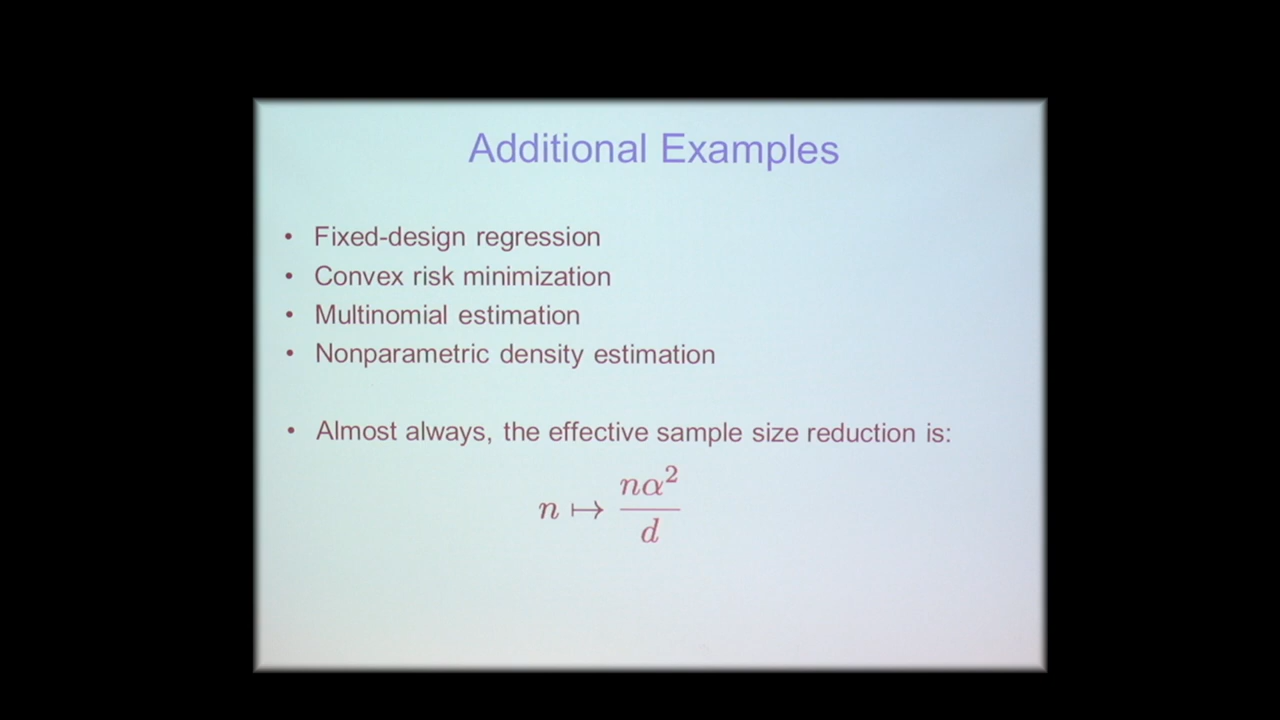 Additional Examples
• Fixed-design regression
• Convex risk minimization
• Multinomial estimation
• Nonparametric density estimation
• Almost always, the effective sample size reduction is:
n ↦ nα² / d